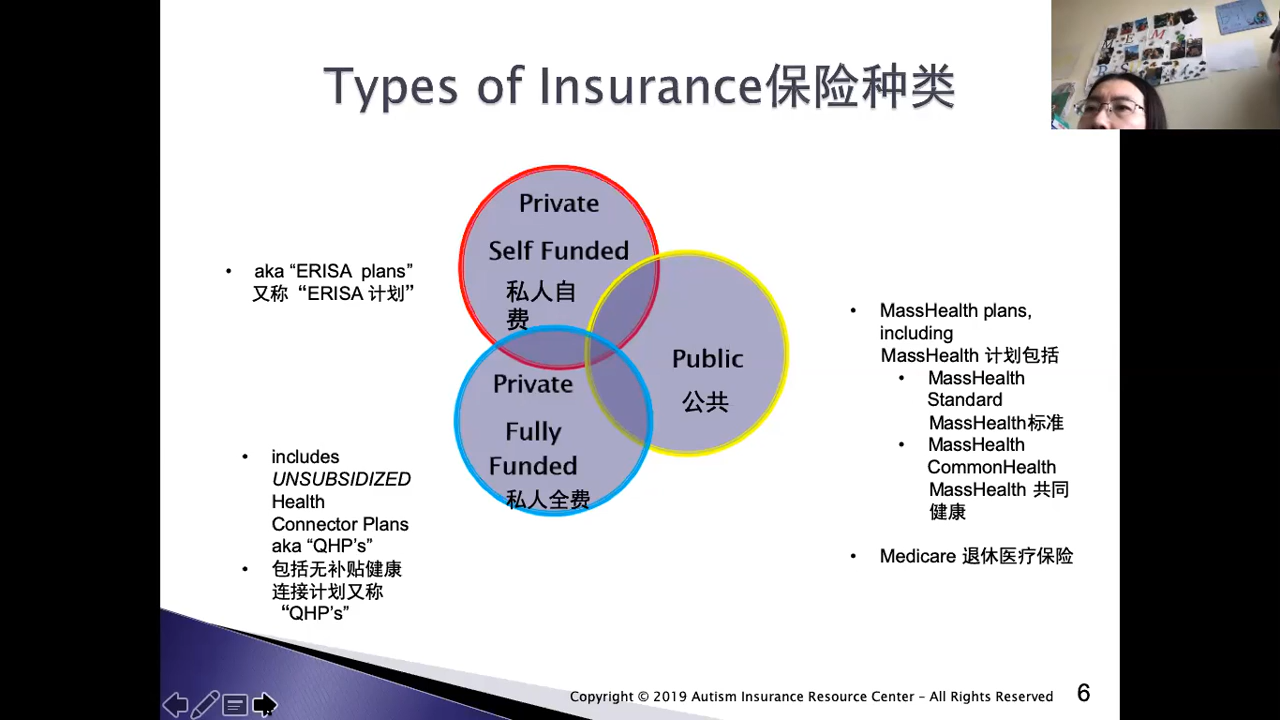 Types of Insurance保险种类
Private
Self Funded
私人自
费
Private
Fully
Funded
私人全费
Public
公共
• aka “ERISA plans”
又称 “ERISA 计划”
• includes
UNSUBSIDIZED
Health
Connector Plans
aka “QHP’s”
• 包括无补贴健康
连接计划又称
“QHP’s”
• MassHealth plans,
including
MassHealth 计划包括
• MassHealth
Standard
MassHealth标准
• MassHealth
CommonHealth
MassHealth 共同
健康
• Medicare 退休医疗保险
Copyright © 2019 Autism Insurance Resource Center – All Rights Reserved
6